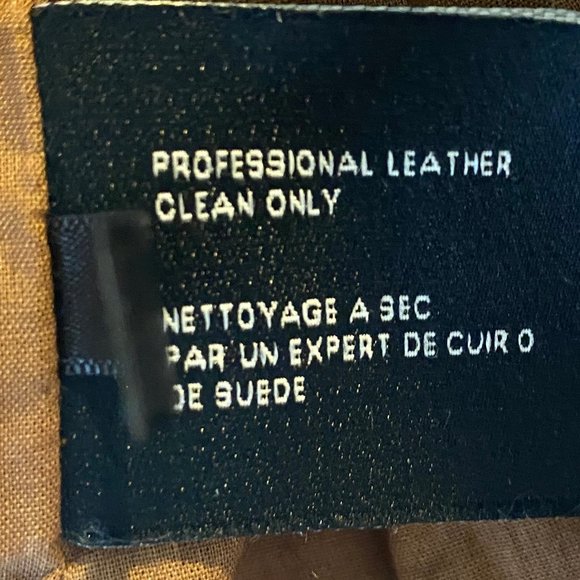 PROFESSIONAL LEATHER
CLEAN ONLY
NETTOYAGE A SEC
PAR UN EXPERT DE CUIR O
DE SUEDE